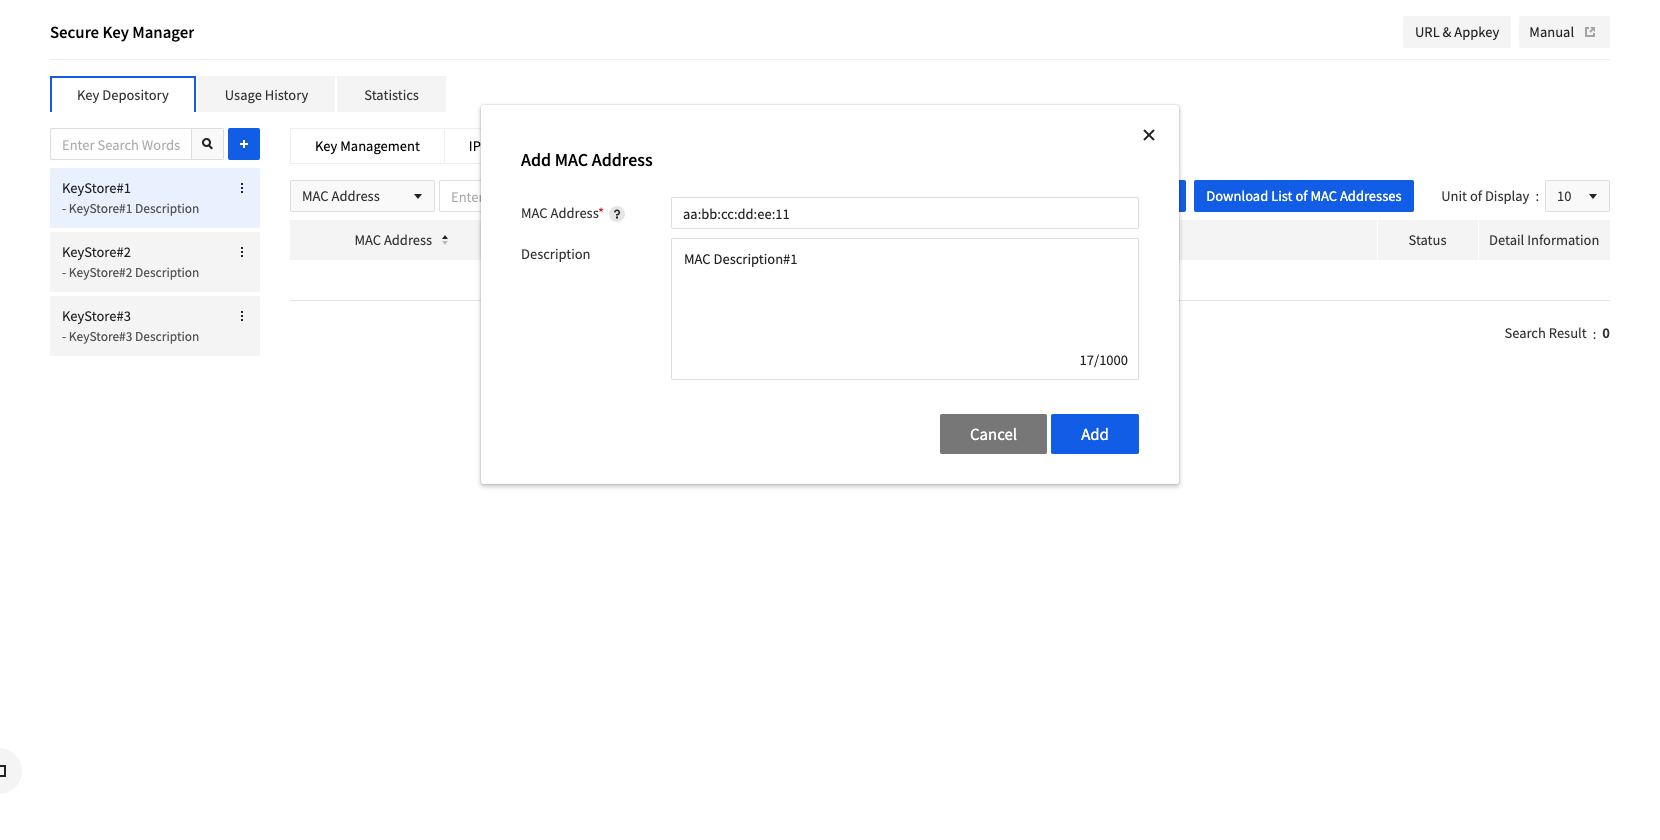 Secure Key Manager
URL & Appkey
Manual
Key Depository
Usage History
Statistics
Enter Search Words
+
Key Management
IP
KeyStore#1
- KeyStore#1 Description
KeyStore#2
- KeyStore#2 Description
KeyStore#3
- KeyStore#3 Description
MAC Address
Enter
Download List of MAC Addresses
Unit of Display :
10
MAC Address
Status
Detail Information
Search Result : 0
Add MAC Address
MAC Address* ?
aa:bb:cc:dd:ee:11
Description
MAC Description#1
17/1000
Cancel
Add